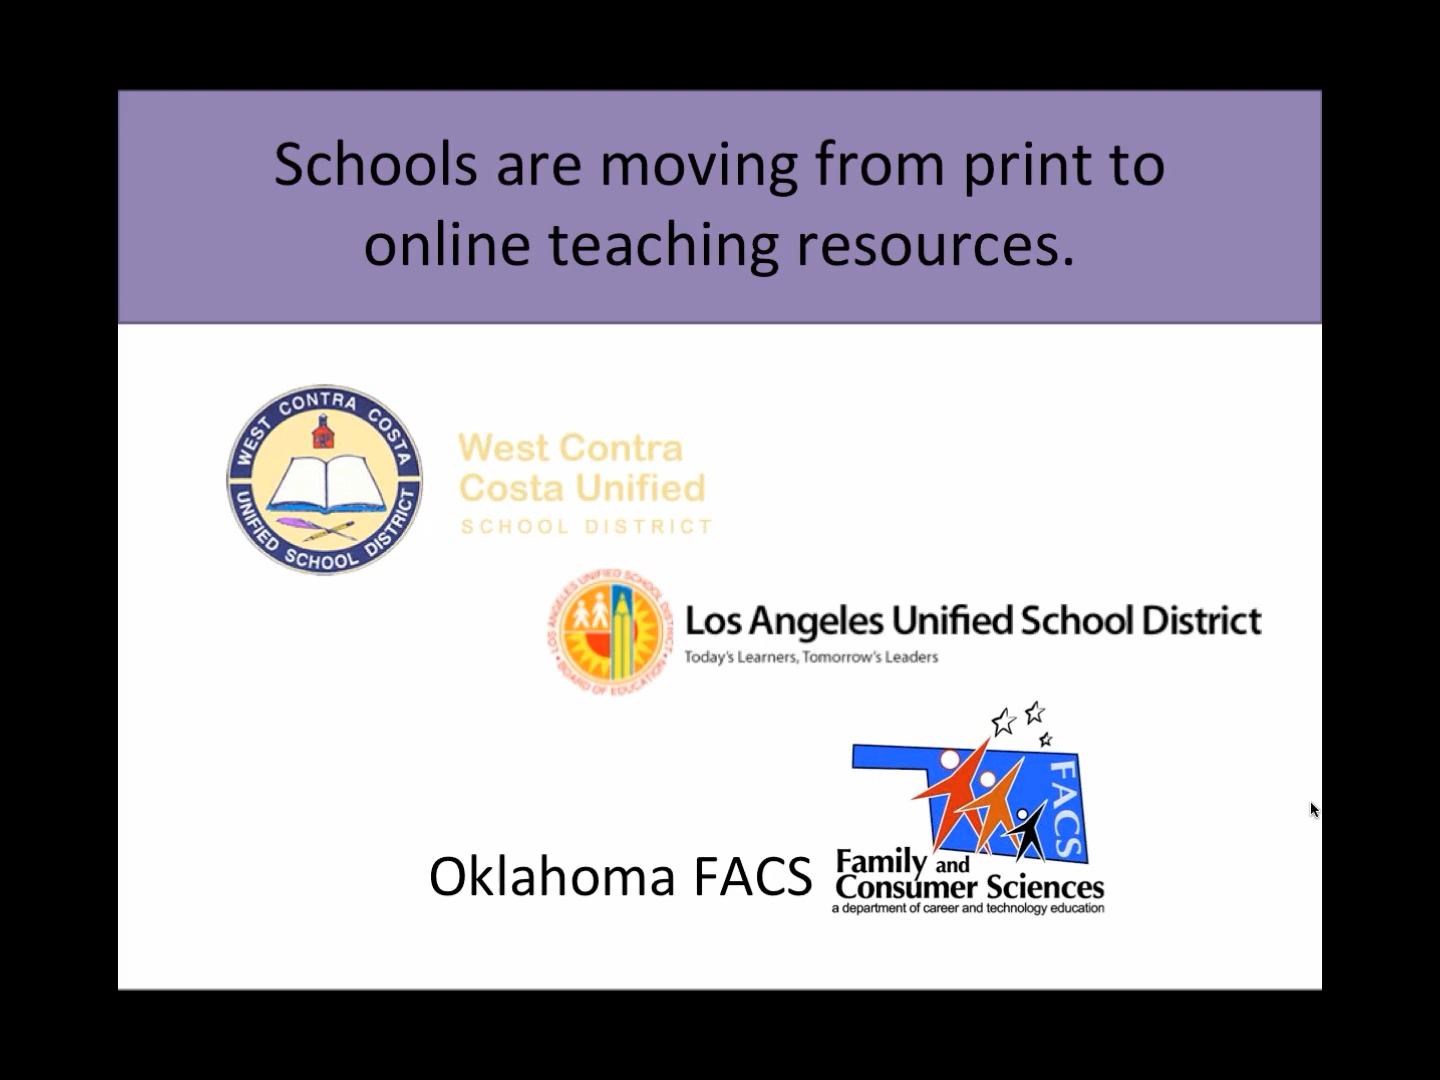 Schools are moving from print to
online teaching resources.
WEST CONTRA COSTA
UNIFIED SCHOOL DISTRICT
West Contra
Costa Unified
SCHOOL DISTRICT
LOS ANGELES UNIFIED SCHOOL DISTRICT
BOARD OF EDUCATION
Los Angeles Unified School District
Today's Learners, Tomorrow's Leaders
FACS
Oklahoma FACS
Family and
Consumer Sciences
a department of career and technology education